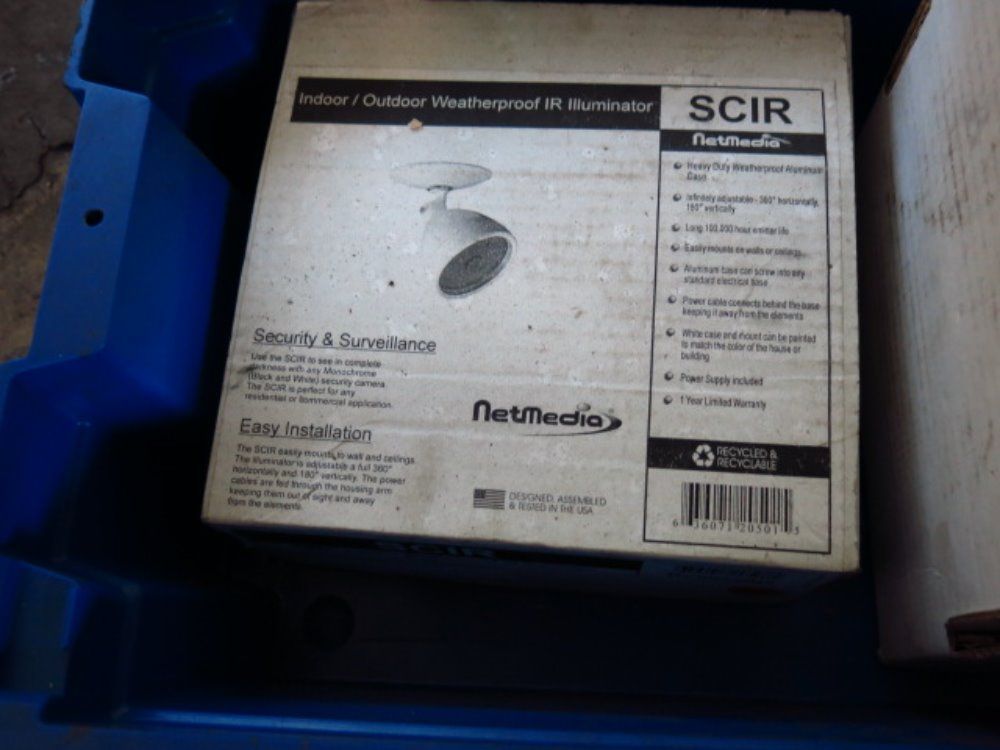 Indoor / Outdoor Weatherproof IR Illuminator
SCIR
NetMedia
Heavy Duty Weatherproof Aluminum
Case
Infinitely adjustable - 360° horizontally,
180° vertically
Long 100,000 hour emitter life
Easily mounts on walls or ceilings
Aluminum base can screw into any
standard electrical base
Power cable connects behind the base
keeping it away from the elements
White case and mount can be painted
to match the color of the house or
building
Power Supply included
1 Year Limited Warranty
RECYCLED &
RECYCLABLE
6 36071 20501
Security & Surveillance
Use the SCIR to see in complete
darkness with any Monochrome
(Black and White) security camera.
The SCIR is perfect for any
residential or commercial application.
Easy Installation
The SCIR easily mounts to wall and ceilings.
The Illuminator is adjustable a full 360°
horizontally and 180° vertically. The power
cables are fed through the housing arm
keeping them out of sight and away
from the elements.
NetMedia
DESIGNED, ASSEMBLED
& TESTED IN THE USA
SCIR